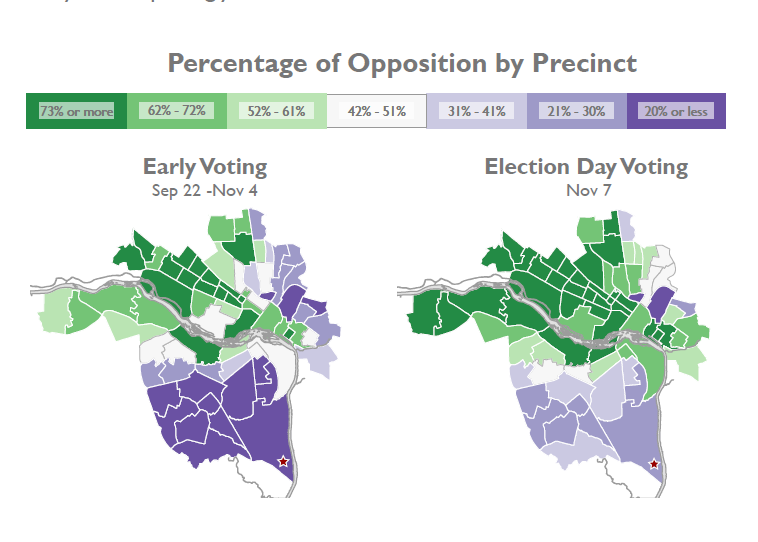 Percentage of Opposition by Precinct
73% or more 62% - 72% 52% - 61% 42% - 51% 31% - 41% 21% - 30% 20% or less
Early Voting Election Day Voting
Sep 22 -Nov 4 Nov 7